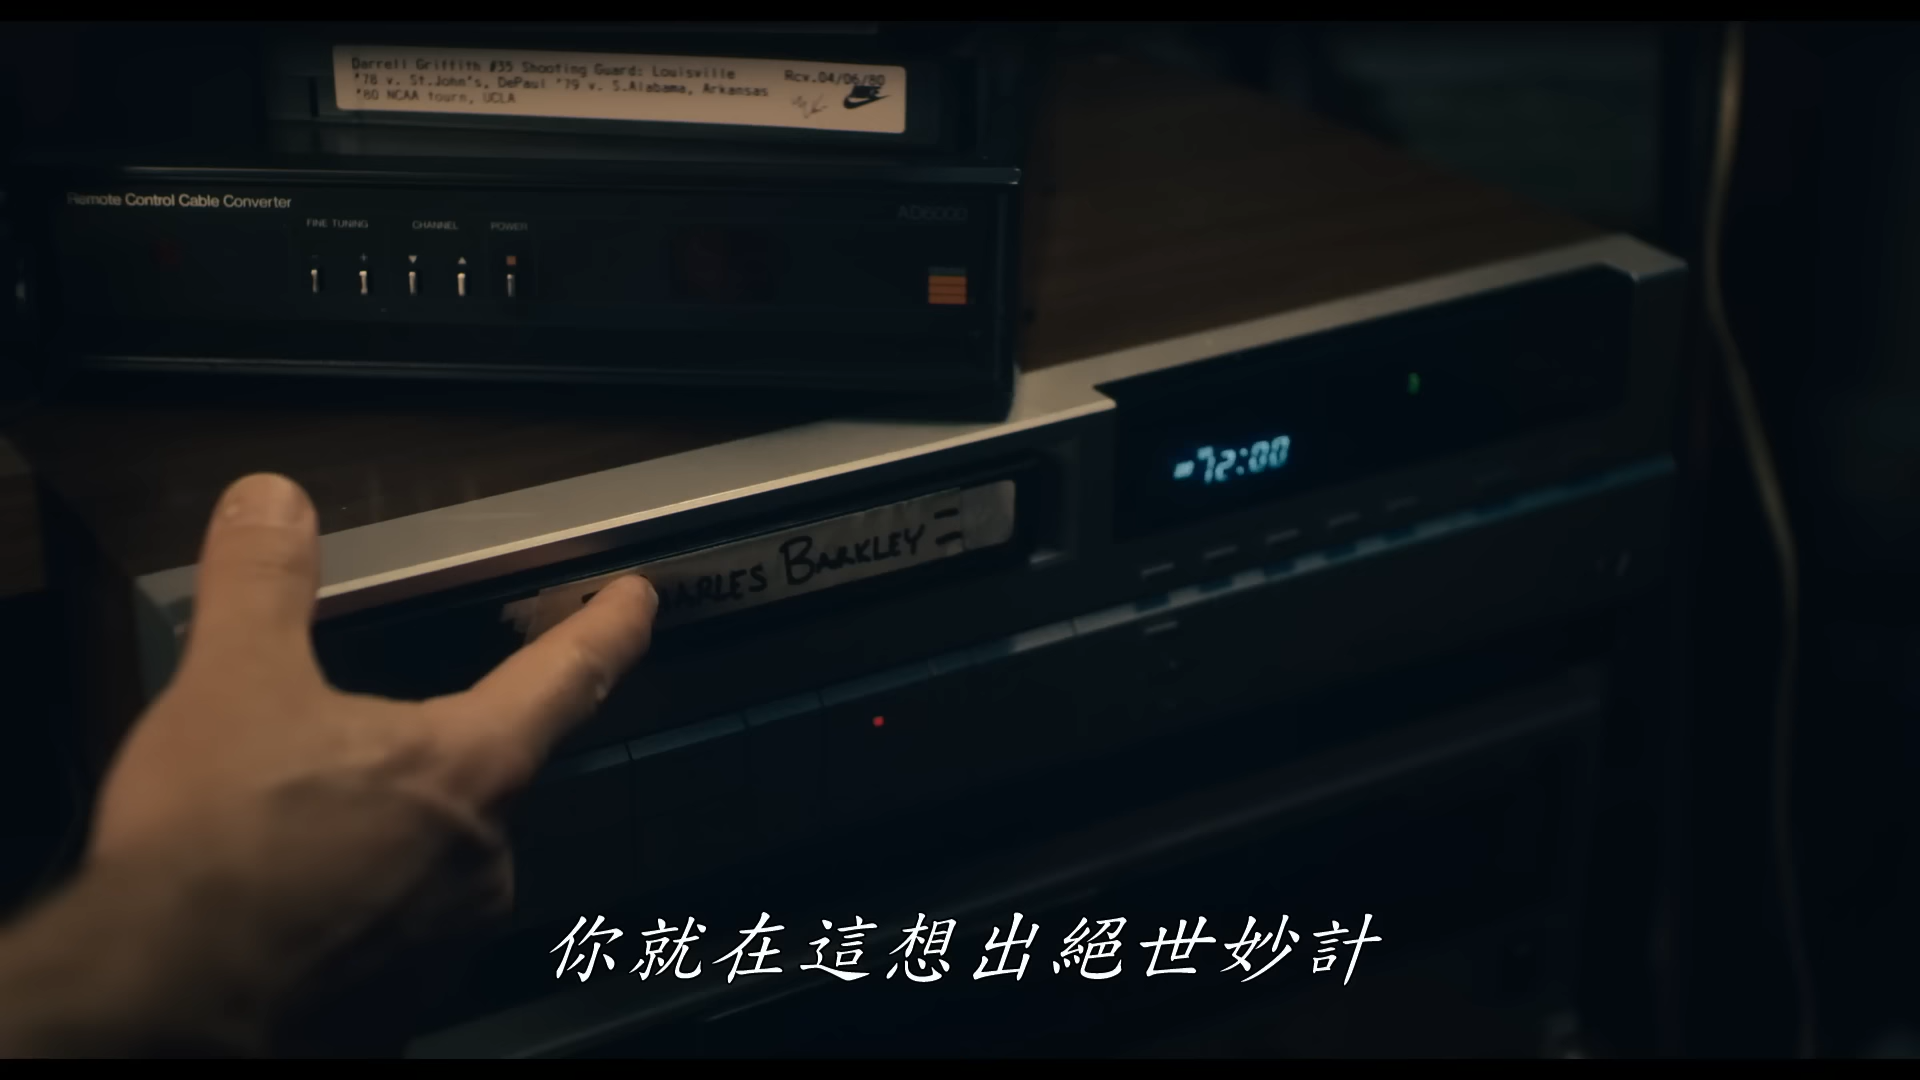 Darrell Griffith #35 Shooting Guard: Louisville
'78 v. St.John's, DePaul '79 v. S.Alabama, Arkansas
'80 NCAA tourn, UCLA
Rcv.04/06/80
NIKE
Remote Control Cable Converter
FINE TUNING CHANNEL POWER
AD6000
- + ▼ ▲
12:00
CHARLES BARKLEY
你就在這想出絕世妙計